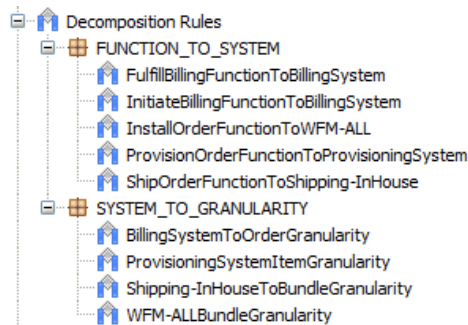 Decomposition Rules
FUNCTION_TO_SYSTEM
FulfillBillingFunctionToBillingSystem
InitiateBillingFunctionToBillingSystem
InstallOrderFunctionToWFM-ALL
ProvisionOrderFunctionToProvisioningSystem
ShipOrderFunctionToShipping-InHouse
SYSTEM_TO_GRANULARITY
BillingSystemToOrderGranularity
ProvisioningSystemItemGranularity
Shipping-InHouseToBundleGranularity
WFM-ALLBundleGranularity